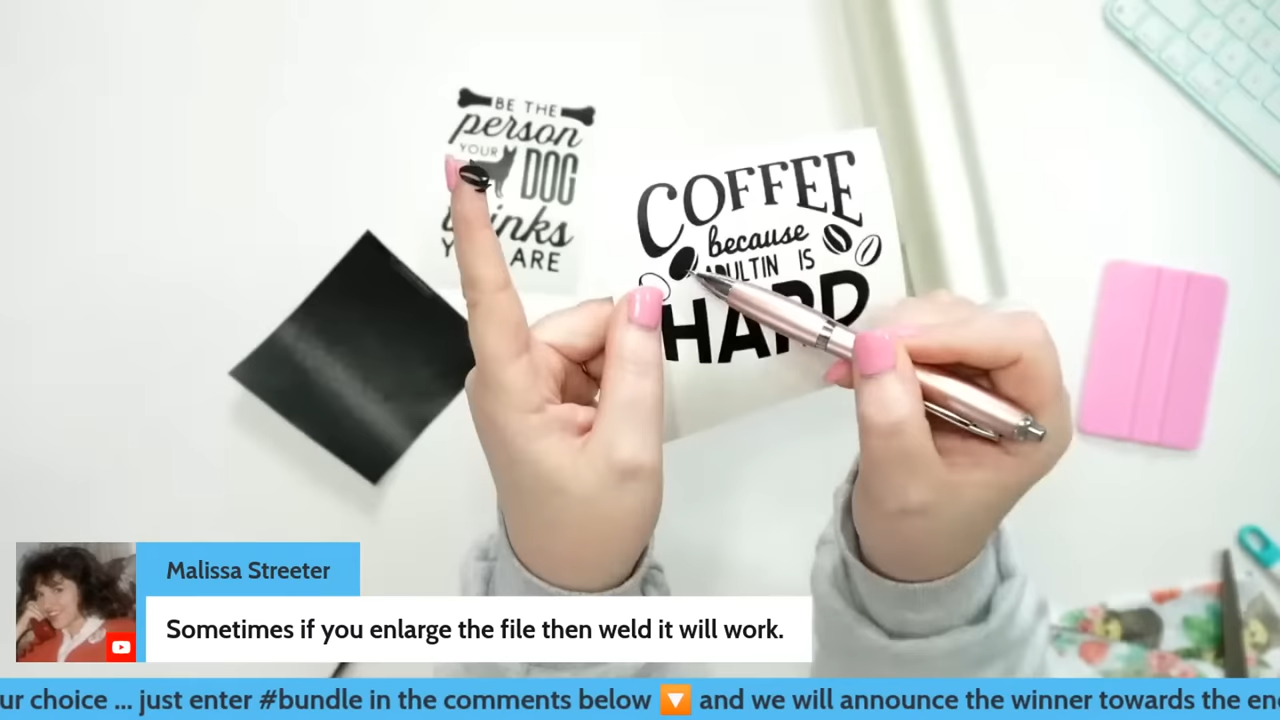 BE THE
person
YOUR
DOG
ARE
COFFEE
because
IS
Malissa Streeter
Sometimes if you enlarge the file then weld it will work.
ur choice ... just enter #bundle in the comments below 🔽 and we will announce the winner towards the en